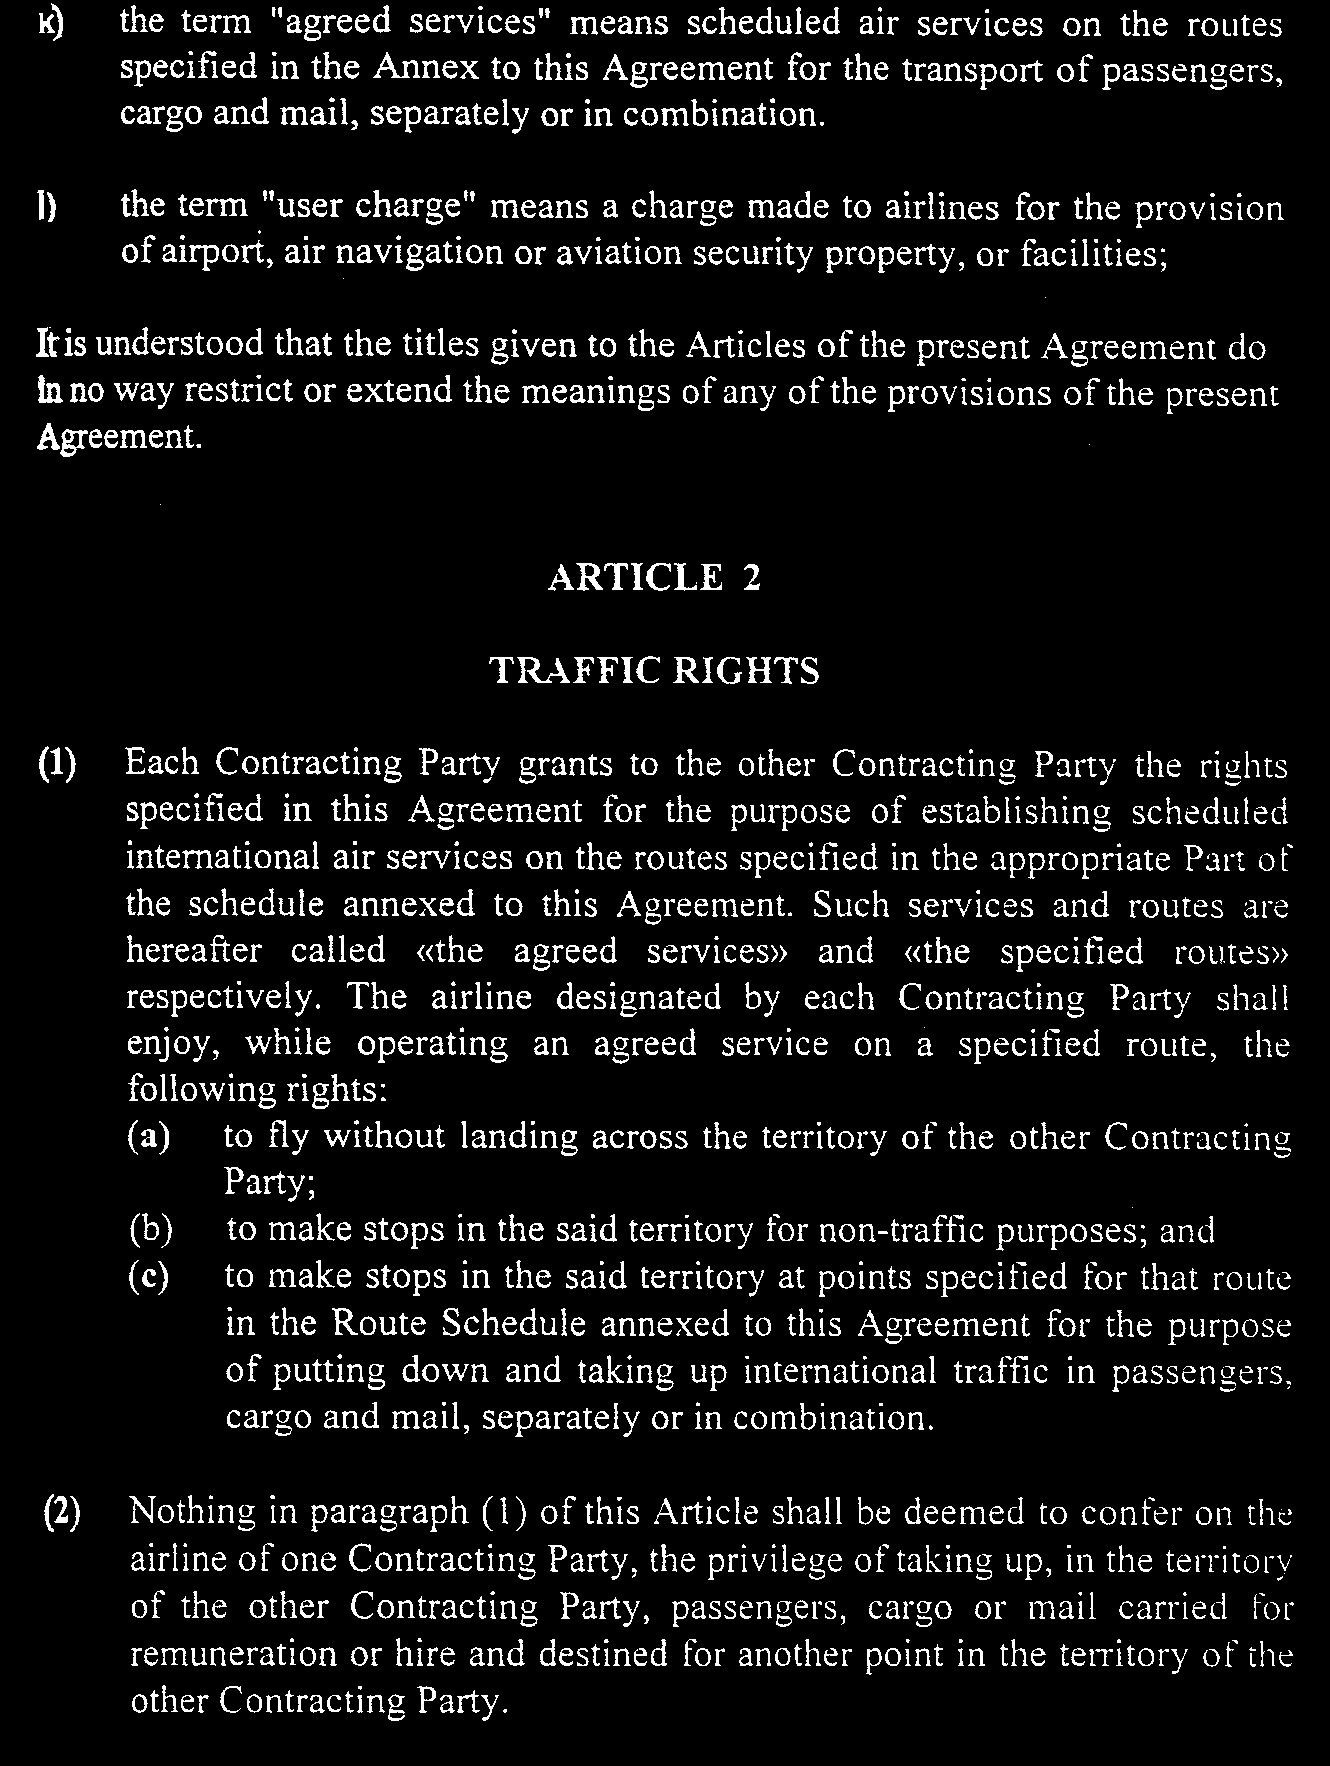 k) the term "agreed services" means scheduled air services on the routes
specified in the Annex to this Agreement for the transport of passengers,
cargo and mail, separately or in combination.
l) the term "user charge" means a charge made to airlines for the provision
of airport, air navigation or aviation security property, or facilities;
It is understood that the titles given to the Articles of the present Agreement do
In no way restrict or extend the meanings of any of the provisions of the present
Agreement.
ARTICLE 2
TRAFFIC RIGHTS
(1) Each Contracting Party grants to the other Contracting Party the rights
specified in this Agreement for the purpose of establishing scheduled
international air services on the routes specified in the appropriate Part of
the schedule annexed to this Agreement. Such services and routes are
hereafter called «the agreed services» and «the specified routes»
respectively. The airline designated by each Contracting Party shall
enjoy, while operating an agreed service on a specified route, the
following rights:
(a) to fly without landing across the territory of the other Contracting
Party;
(b) to make stops in the said territory for non-traffic purposes; and
(c) to make stops in the said territory at points specified for that route
in the Route Schedule annexed to this Agreement for the purpose
of putting down and taking up international traffic in passengers,
cargo and mail, separately or in combination.
(2) Nothing in paragraph (1) of this Article shall be deemed to confer on the
airline of one Contracting Party, the privilege of taking up, in the territory
of the other Contracting Party, passengers, cargo or mail carried for
remuneration or hire and destined for another point in the territory of the
other Contracting Party.